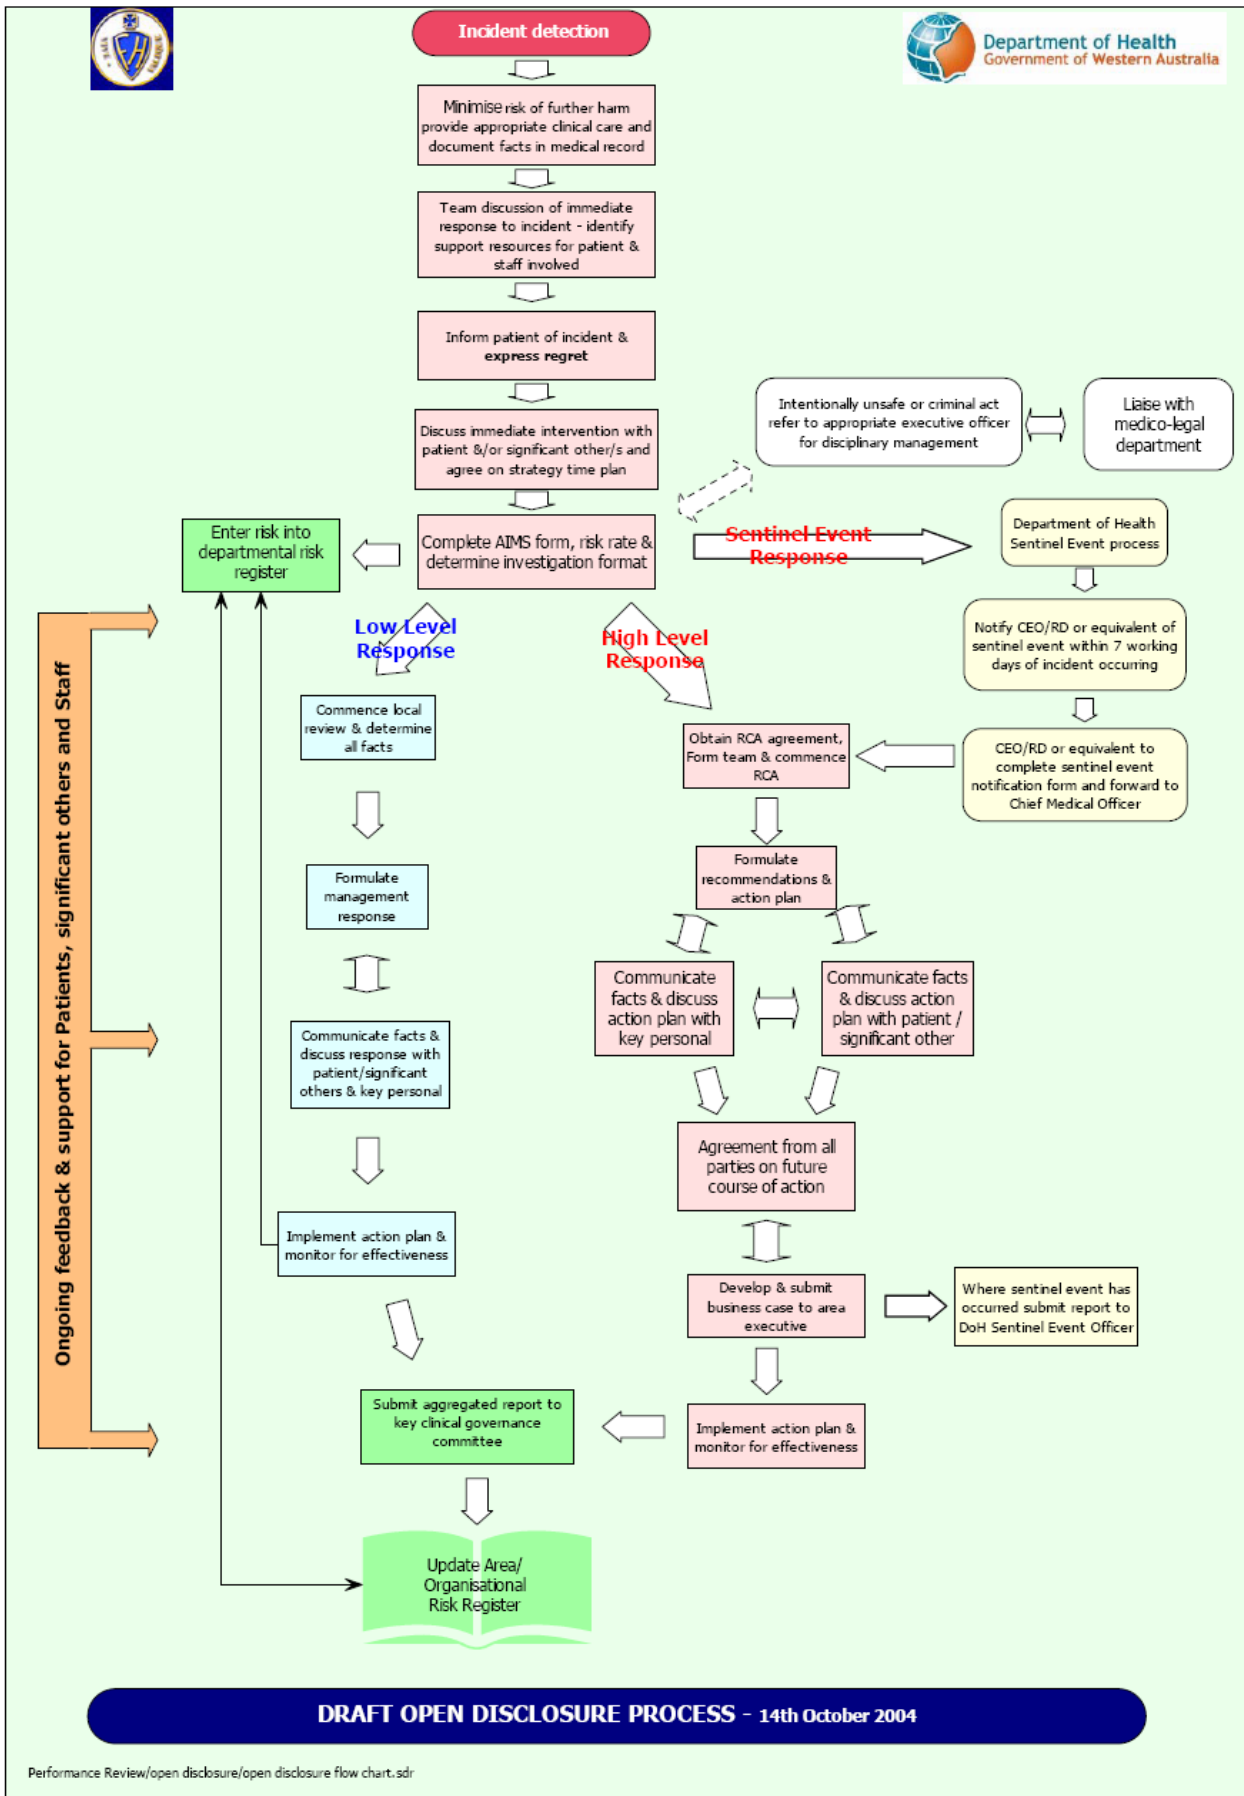 Incident detection
Department of Health
Government of Western Australia
Minimise risk of further harm
provide appropriate clinical care and
document facts in medical record
Team discussion of immediate
response to incident - identify
support resources for patient &
staff involved
Inform patient of incident &
express regret
Discuss immediate intervention with
patient &/or significant other/s and
agree on strategy time plan
Intentionally unsafe or criminal act
refer to appropriate executive officer
for disciplinary management
Liaise with
medico-legal
department
Enter risk into
departmental risk
register
Complete AIMS form, risk rate &
determine investigation format
Sentinel Event
Response
Department of Health
Sentinel Event process
Low Level
Response
High Level
Response
Notify CEO/RD or equivalent of
sentinel event within 7 working
days of incident occurring
Ongoing feedback & support for Patients, significant others and Staff
Commence local
review & determine
all facts
Obtain RCA agreement,
Form team & commence
RCA
CEO/RD or equivalent to
complete sentinel event
notification form and forward to
Chief Medical Officer
Formulate
management
response
Formulate
recommendations &
action plan
Communicate
facts & discuss
action plan with
key personal
Communicate facts
& discuss action
plan with patient /
significant other
Communicate facts &
discuss response with
patient/significant
others & key personal
Agreement from all
parties on future
course of action
Implement action plan &
monitor for effectiveness
Develop & submit
business case to area
executive
Where sentinel event has
occurred submit report to
DoH Sentinel Event Officer
Submit aggregated report to
key clinical governance
committee
Implement action plan &
monitor for effectiveness
Update Area/
Organisational
Risk Register
DRAFT OPEN DISCLOSURE PROCESS - 14th October 2004
Performance Review/open disclosure/open disclosure flow chart.sdr